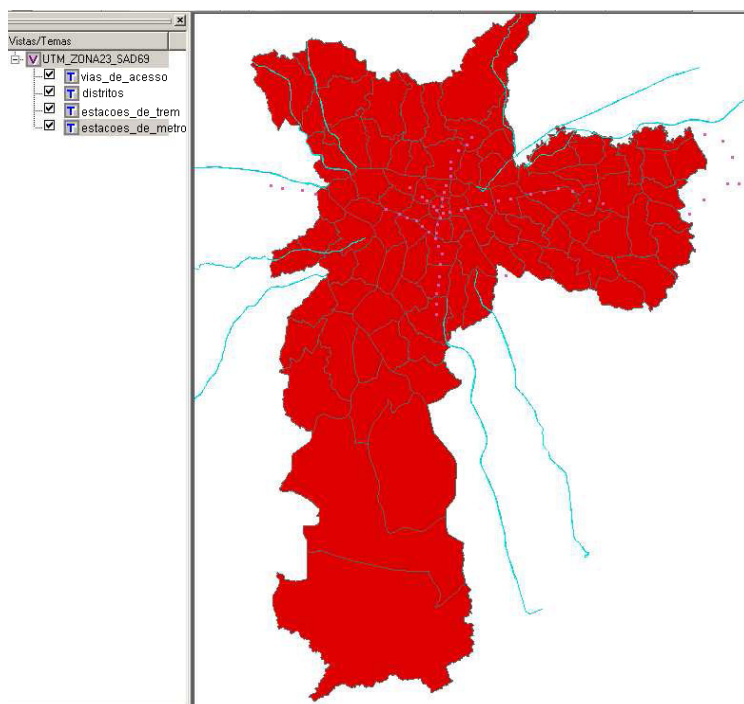 Vistas/Temas
V UTM_ZONA23_SAD69
T vias_de_acesso
T distritos
T estacoes_de_trem
T estacoes_de_metro